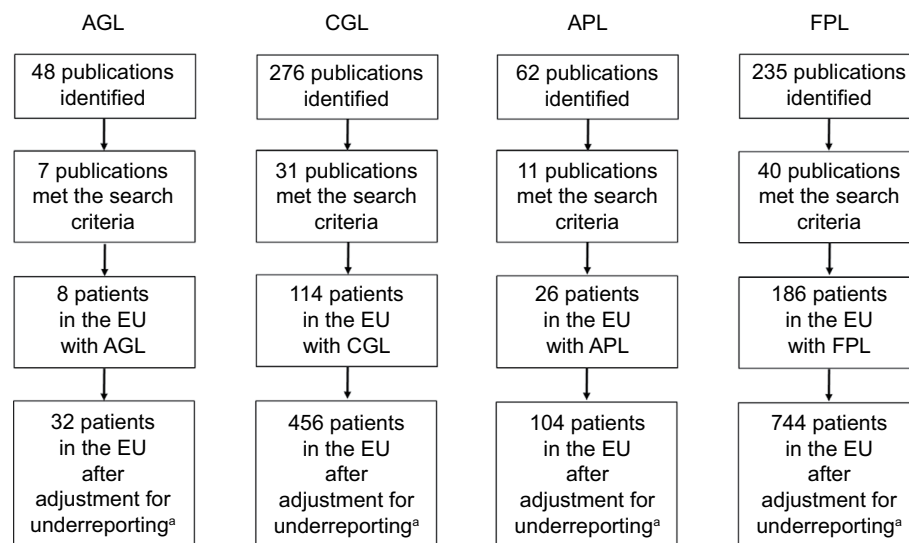 AGL
48 publications
identified
7 publications
met the search
criteria
8 patients
in the EU
with AGL
32 patients
in the EU
after
adjustment for
underreportingᵃ
CGL
276 publications
identified
31 publications
met the search
criteria
114 patients
in the EU
with CGL
456 patients
in the EU
after
adjustment for
underreportingᵃ
APL
62 publications
identified
11 publications
met the search
criteria
26 patients
in the EU
with APL
104 patients
in the EU
after
adjustment for
underreportingᵃ
FPL
235 publications
identified
40 publications
met the search
criteria
186 patients
in the EU
with FPL
744 patients
in the EU
after
adjustment for
underreportingᵃ